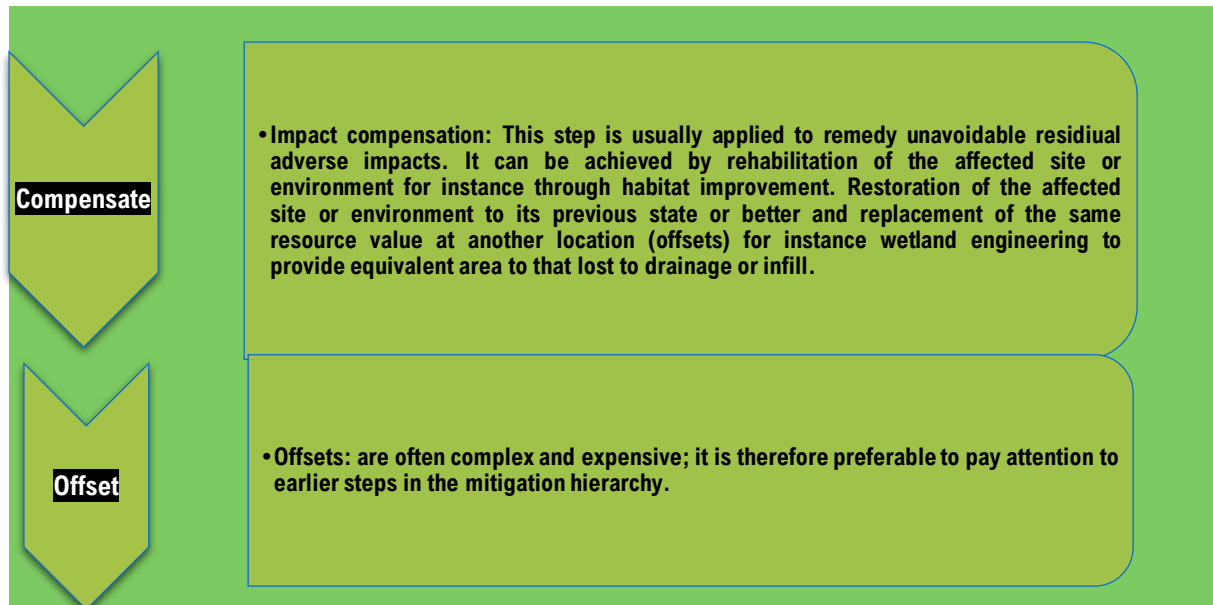 Compensate
•Impact compensation: This step is usually applied to remedy unavoidable residiual
adverse impacts. It can be achieved by rehabilitation of the affected site or
environment for instance through habitat improvement. Restoration of the affected
site or environment to its previous state or better and replacement of the same
resource value at another location (offsets) for instance wetland engineering to
provide equivalent area to that lost to drainage or infill.
Offset
•Offsets: are often complex and expensive; it is therefore preferable to pay attention to
earlier steps in the mitigation hierarchy.